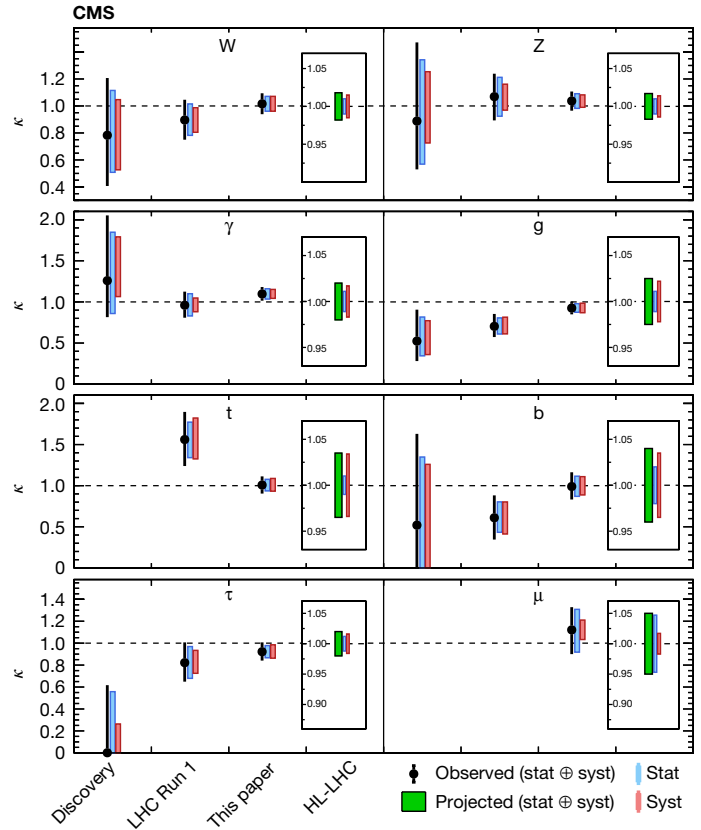 CMS
W
Z
κ
1.2
1.0
0.8
0.6
0.4
1.05
1.00
0.95
1.05
1.00
0.95
γ
g
κ
2.0
1.5
1.0
0.5
0
1.05
1.00
0.95
1.05
1.00
0.95
t
b
κ
2.0
1.5
1.0
0.5
0
1.05
1.00
0.95
1.05
1.00
0.95
τ
μ
κ
1.4
1.2
1.0
0.8
0.6
0.4
0.2
0
1.05
1.00
0.95
0.90
1.05
1.00
0.95
0.90
Discovery
LHC Run 1
This paper
HL-LHC
Observed (stat ⊕ syst)
Stat
Projected (stat ⊕ syst)
Syst